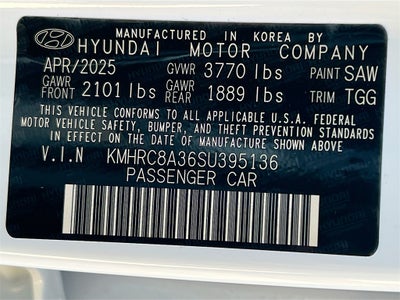 MANUFACTURED IN KOREA BY
HYUNDAI MOTOR COMPANY
APR/2025 GVWR 3770 lbs PAINT SAW
GAWR FRONT 2101 lbs GAWR REAR 1889 lbs TRIM TGG
THIS VEHICLE CONFORMS TO ALL APPLICABLE U.S.A. FEDERAL
MOTOR VEHICLE SAFETY, BUMPER, AND THEFT PREVENTION STANDARDS
IN EFFECT ON THE DATE OF MANUFACTURE SHOWN ABOVE.
V.I.N KMHRC8A36SU395136
PASSENGER CAR